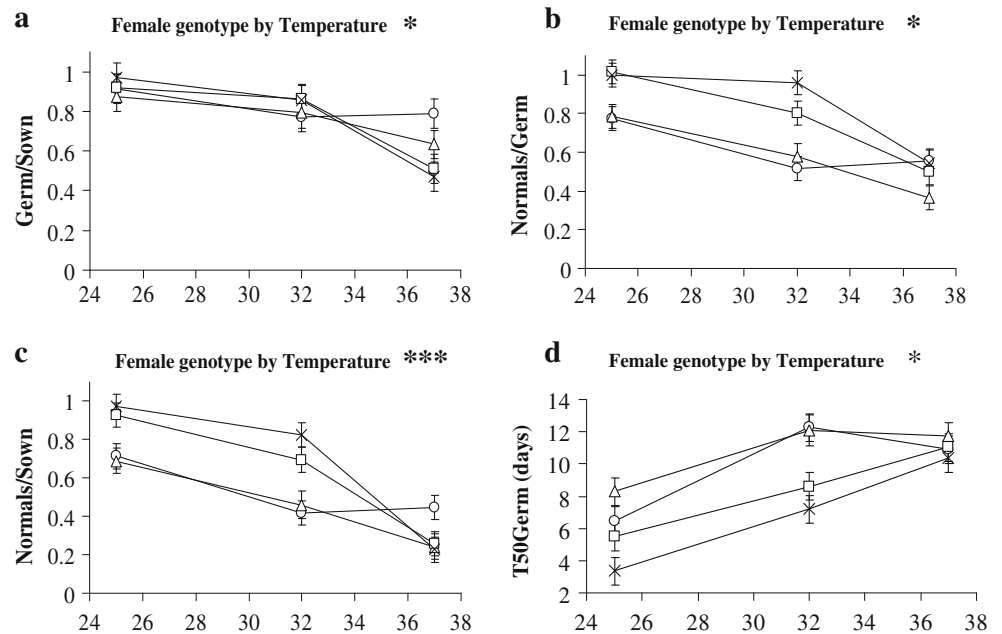 a
Female genotype by Temperature *
Germ/Sown
1
0.8
0.6
0.4
0.2
0
24 26 28 30 32 34 36 38
b
Female genotype by Temperature *
Normals/Germ
1
0.8
0.6
0.4
0.2
0
24 26 28 30 32 34 36 38
c
Female genotype by Temperature ***
Normals/Sown
1
0.8
0.6
0.4
0.2
0
24 26 28 30 32 34 36 38
d
Female genotype by Temperature *
T50Germ (days)
14
12
10
8
6
4
2
24 26 28 30 32 34 36 38